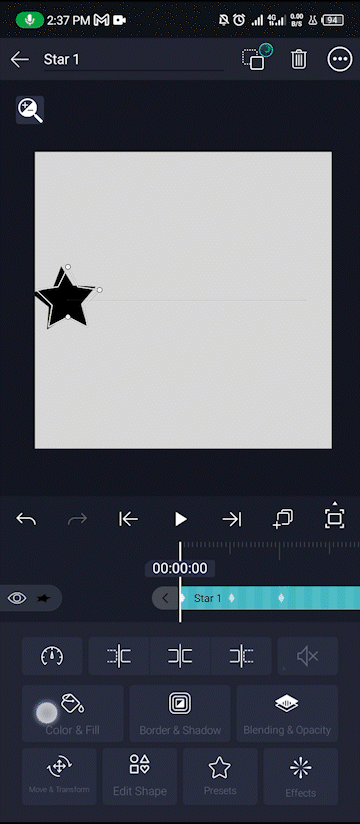 2:37 PM
4G
0.00
B/S
94
Star 1
00:00:00
Star 1
Color & Fill
Border & Shadow
Blending & Opacity
Move & Transform
Edit Shape
Presets
Effects